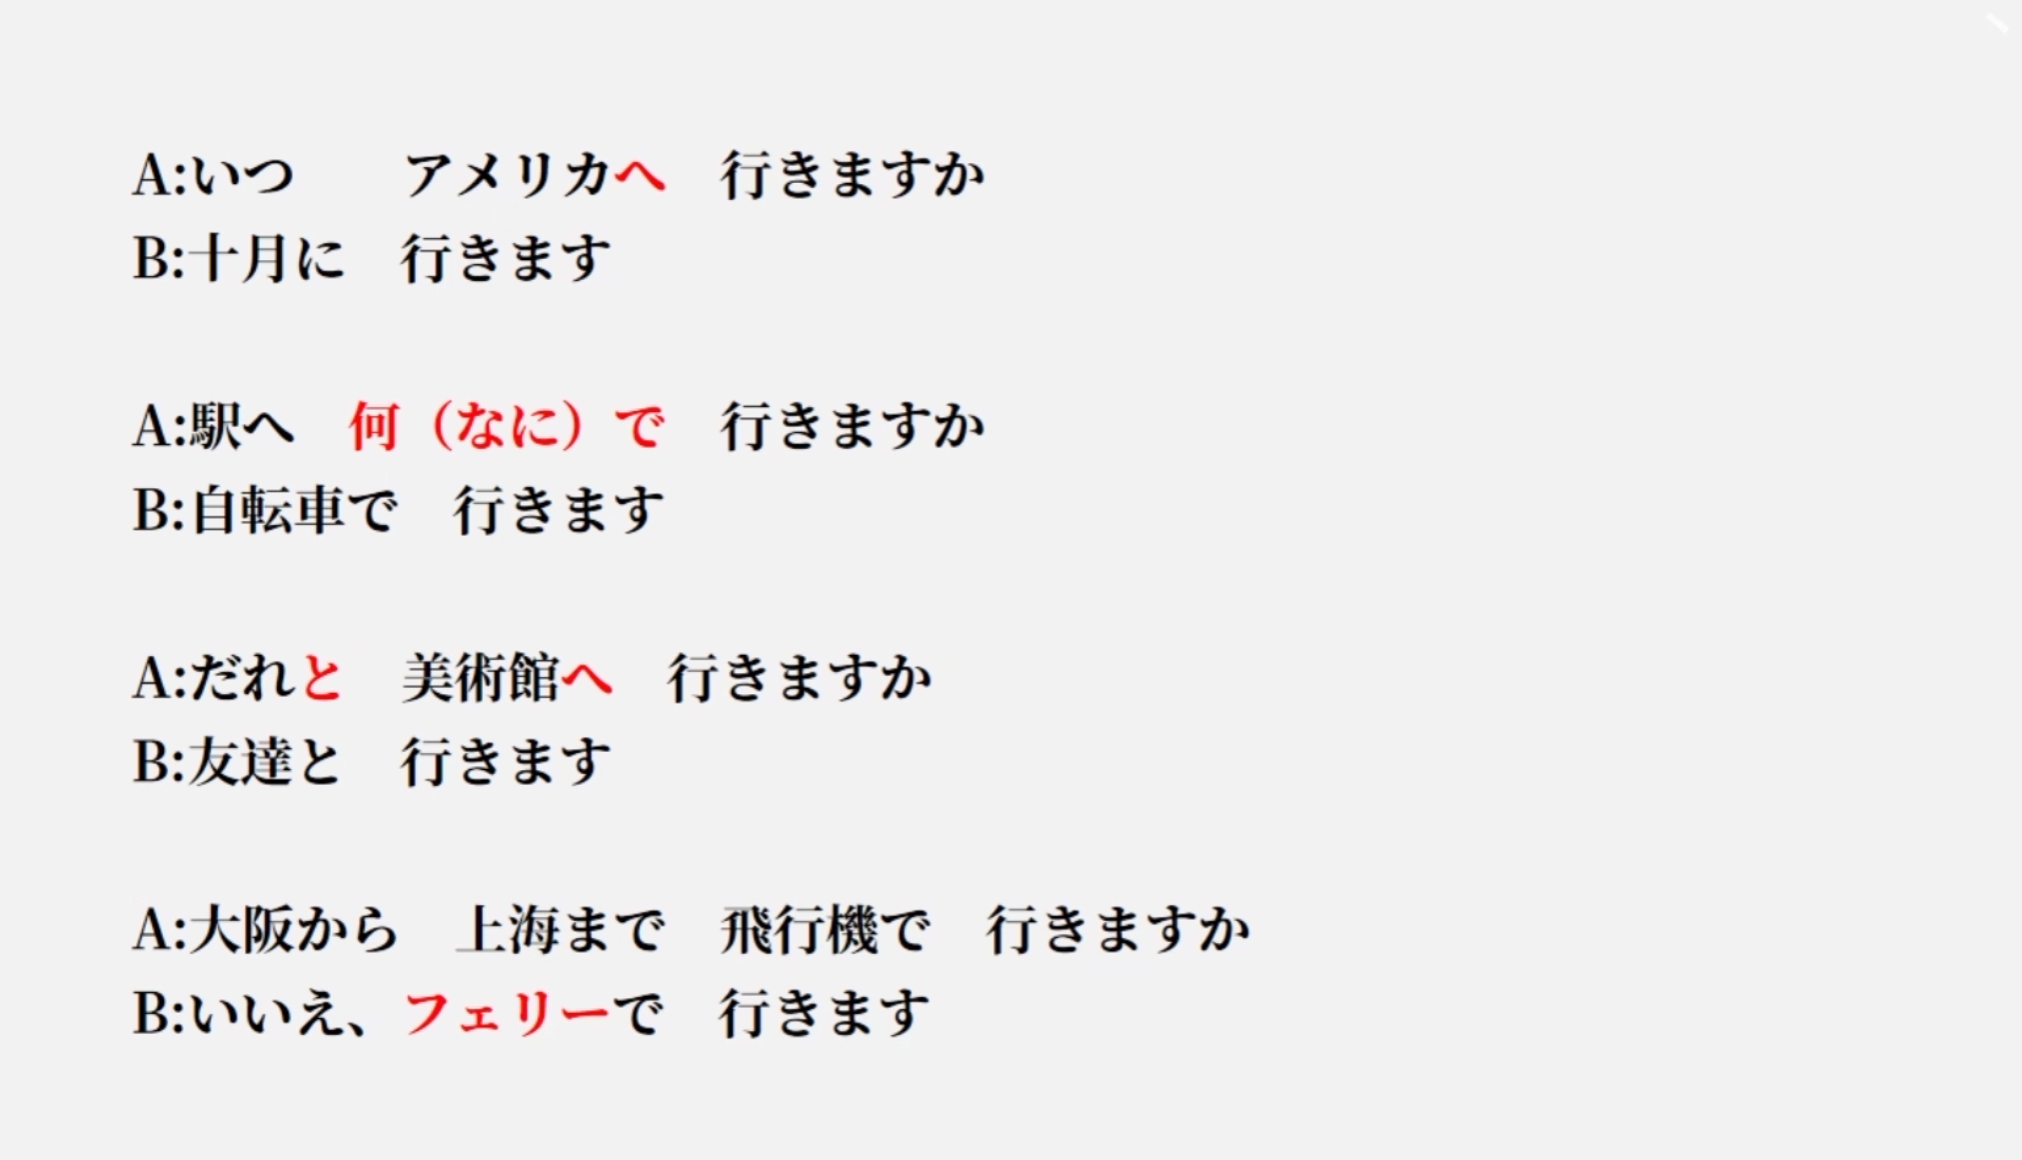 A:いつ　　アメリカへ　行きますか
B:十月に　行きます
A:駅へ　何（なに）で　行きますか
B:自転車で　行きます
A:だれと　美術館へ　行きますか
B:友達と　行きます
A:大阪から　上海まで　飛行機で　行きますか
B:いいえ、フェリーで　行きます